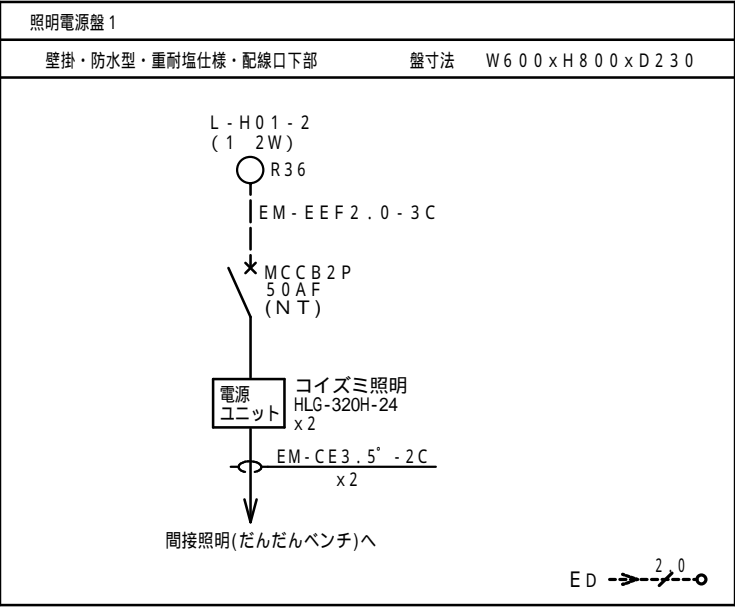 照明電源盤1
壁掛・防水型・重耐塩仕様・配線口下部 盤寸法 W600xH800xD230
L-H01-2
(1 2W)
R36
EM-EEF2.0-3C
MCCB2P
50AF
(NT)
電源
ユニット
コイズミ照明
HLG-320H-24
x2
EM-CE3.5゜-2C
x2
間接照明(だんだんベンチ)へ
ED 2.0